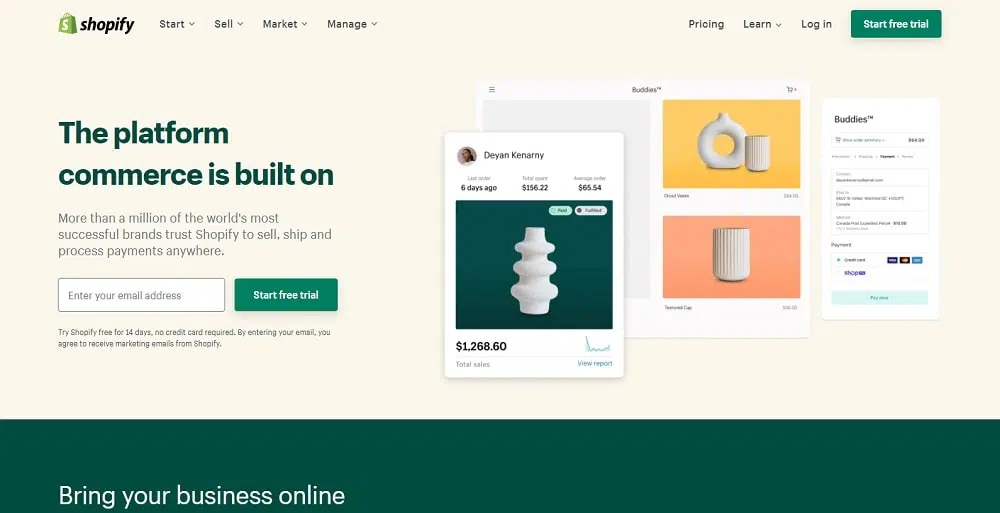 shopify
Start
Sell
Market
Manage
Pricing
Learn
Log in
Start free trial
The platform
commerce is built on
More than a million of the world's most
successful brands trust Shopify to sell, ship and
process payments anywhere.
Enter your email address
Start free trial
Try Shopify free for 14 days, no credit card required. By entering your email, you
agree to receive marketing emails from Shopify.
Deyan Kenarny
Last order
Total spent
Average order
6 days ago
$156.22
$65.54
Paid
Fulfilled
$1,268.60
Total sales
View report
Buddies™
Cloud Vases
Textured Cup
Buddies™
Show order summary
$64.00
Payment
Contact
deyankenarny@gmail.com
Canada
Payment
Credit card
shop
Pay now
Bring your business online